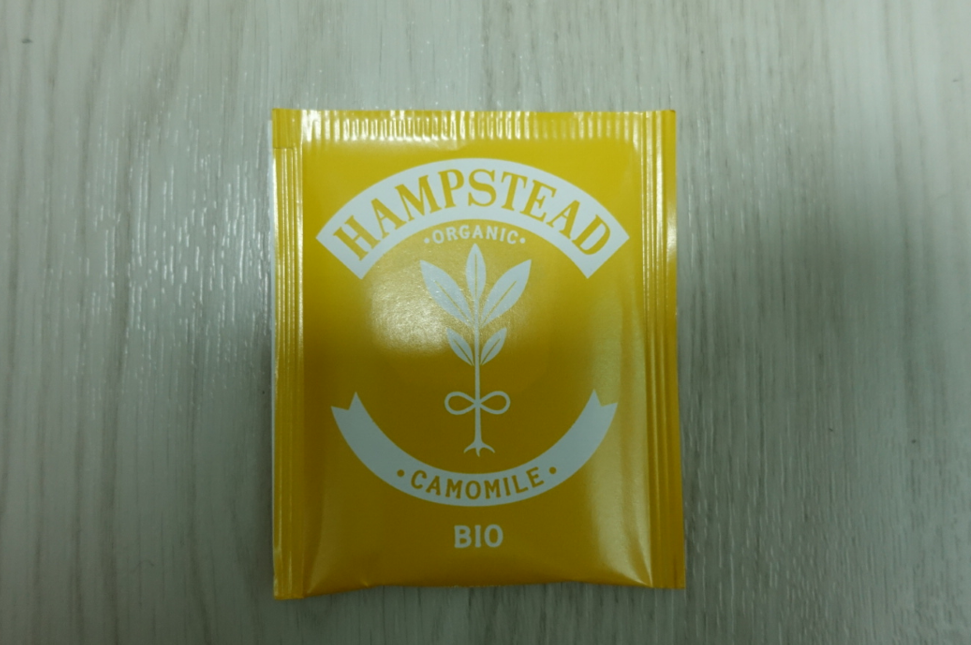 HAMPSTEAD
•ORGANIC•
•CAMOMILE•
BIO